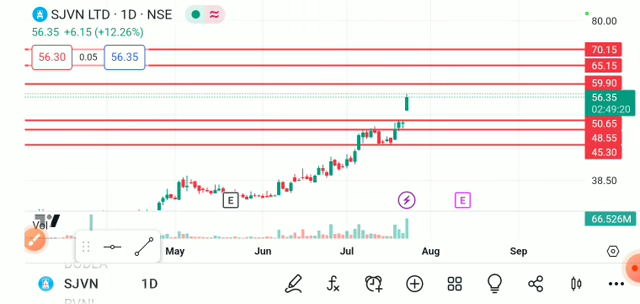 SJVN LTD · 1D · NSE
56.35 +6.15 (+12.26%)
56.30 0.05 56.35
80.00
70.15
65.15
59.90
56.35
02:49:20
50.65
48.55
45.30
38.50
E E
Vol
66.526M
May Jun Jul Aug Sep
SJVN 1D